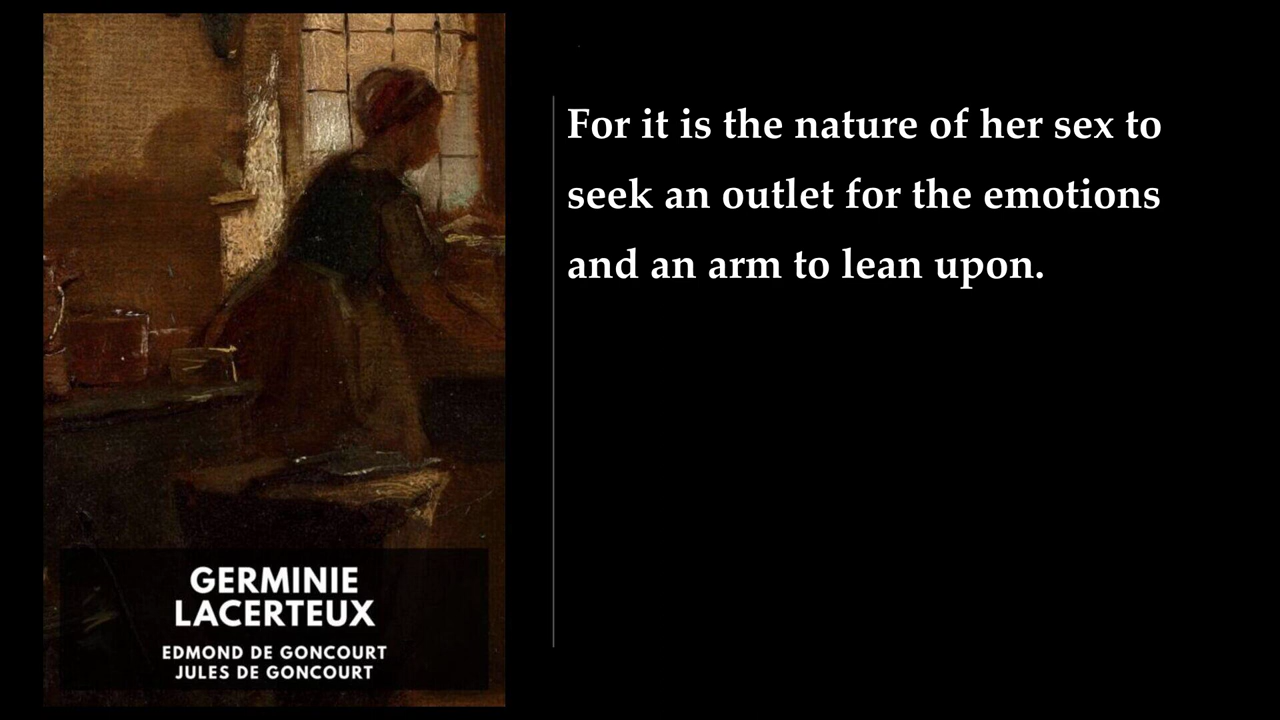 For it is the nature of her sex to
seek an outlet for the emotions
and an arm to lean upon.
GERMINIE
LACERTEUX
EDMOND DE GONCOURT
JULES DE GONCOURT